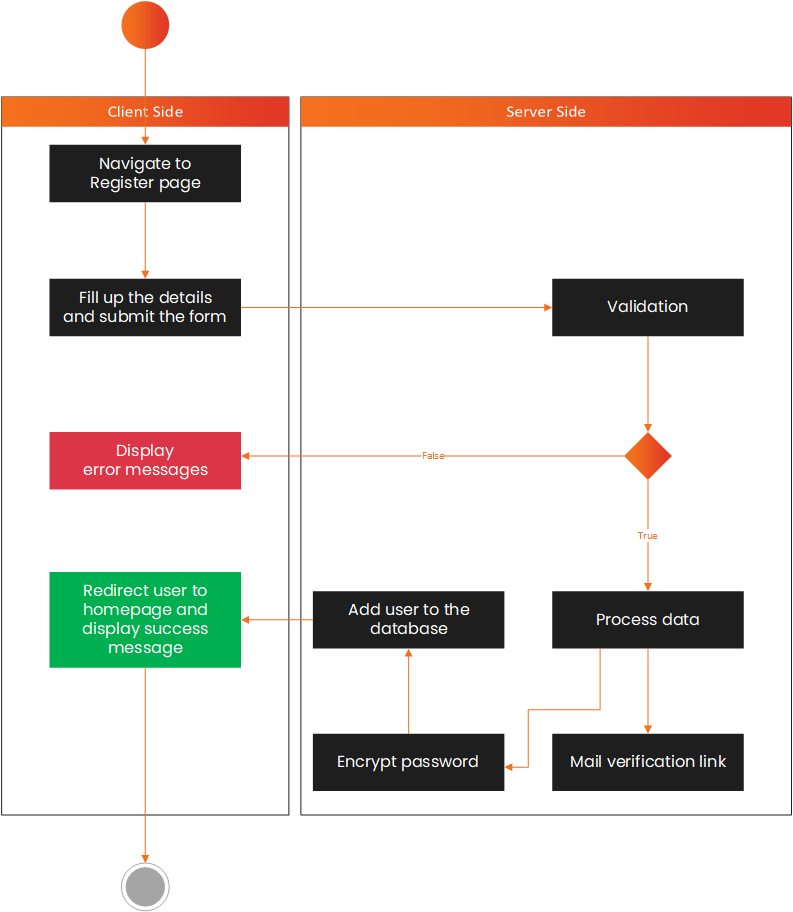 Client Side
Server Side
Navigate to
Register page
Fill up the details
and submit the form
Validation
Display
error messages
False
True
Redirect user to
homepage and
display success
message
Add user to the
database
Process data
Encrypt password
Mail verification link